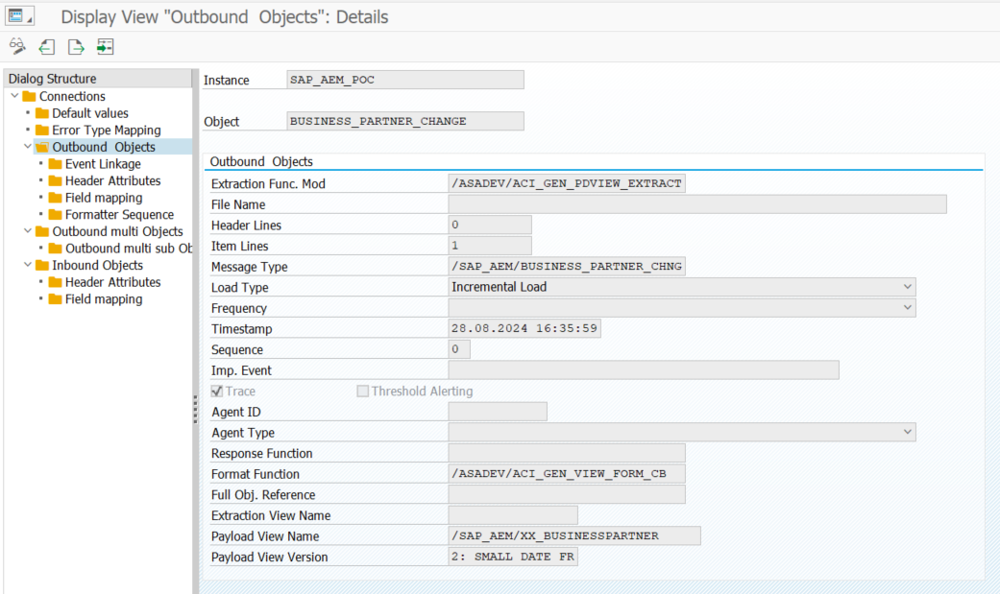 Display View "Outbound  Objects": Details
Dialog Structure
Connections
Default values
Error Type Mapping
Outbound  Objects
Event Linkage
Header Attributes
Field mapping
Formatter Sequence
Outbound multi Objects
Outbound multi sub Ob
Inbound Objects
Header Attributes
Field mapping
Instance SAP_AEM_POC
Object BUSINESS_PARTNER_CHANGE
Outbound  Objects
Extraction Func. Mod /ASADEV/ACI_GEN_PDVIEW_EXTRACT
File Name
Header Lines 0
Item Lines 1
Message Type /SAP_AEM/BUSINESS_PARTNER_CHNG
Load Type Incremental Load
Frequency
Timestamp 28.08.2024 16:35:59
Sequence 0
Imp. Event
Trace Threshold Alerting
Agent ID
Agent Type
Response Function
Format Function /ASADEV/ACI_GEN_VIEW_FORM_CB
Full Obj. Reference
Extraction View Name
Payload View Name /SAP_AEM/XX_BUSINESSPARTNER
Payload View Version 2: SMALL DATE FR